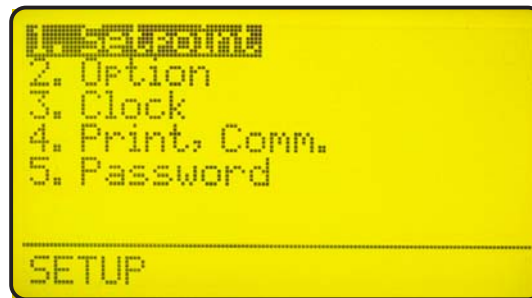 1. Setpoint
2. Option
3. Clock
4. Print, Comm.
5. Password
SETUP